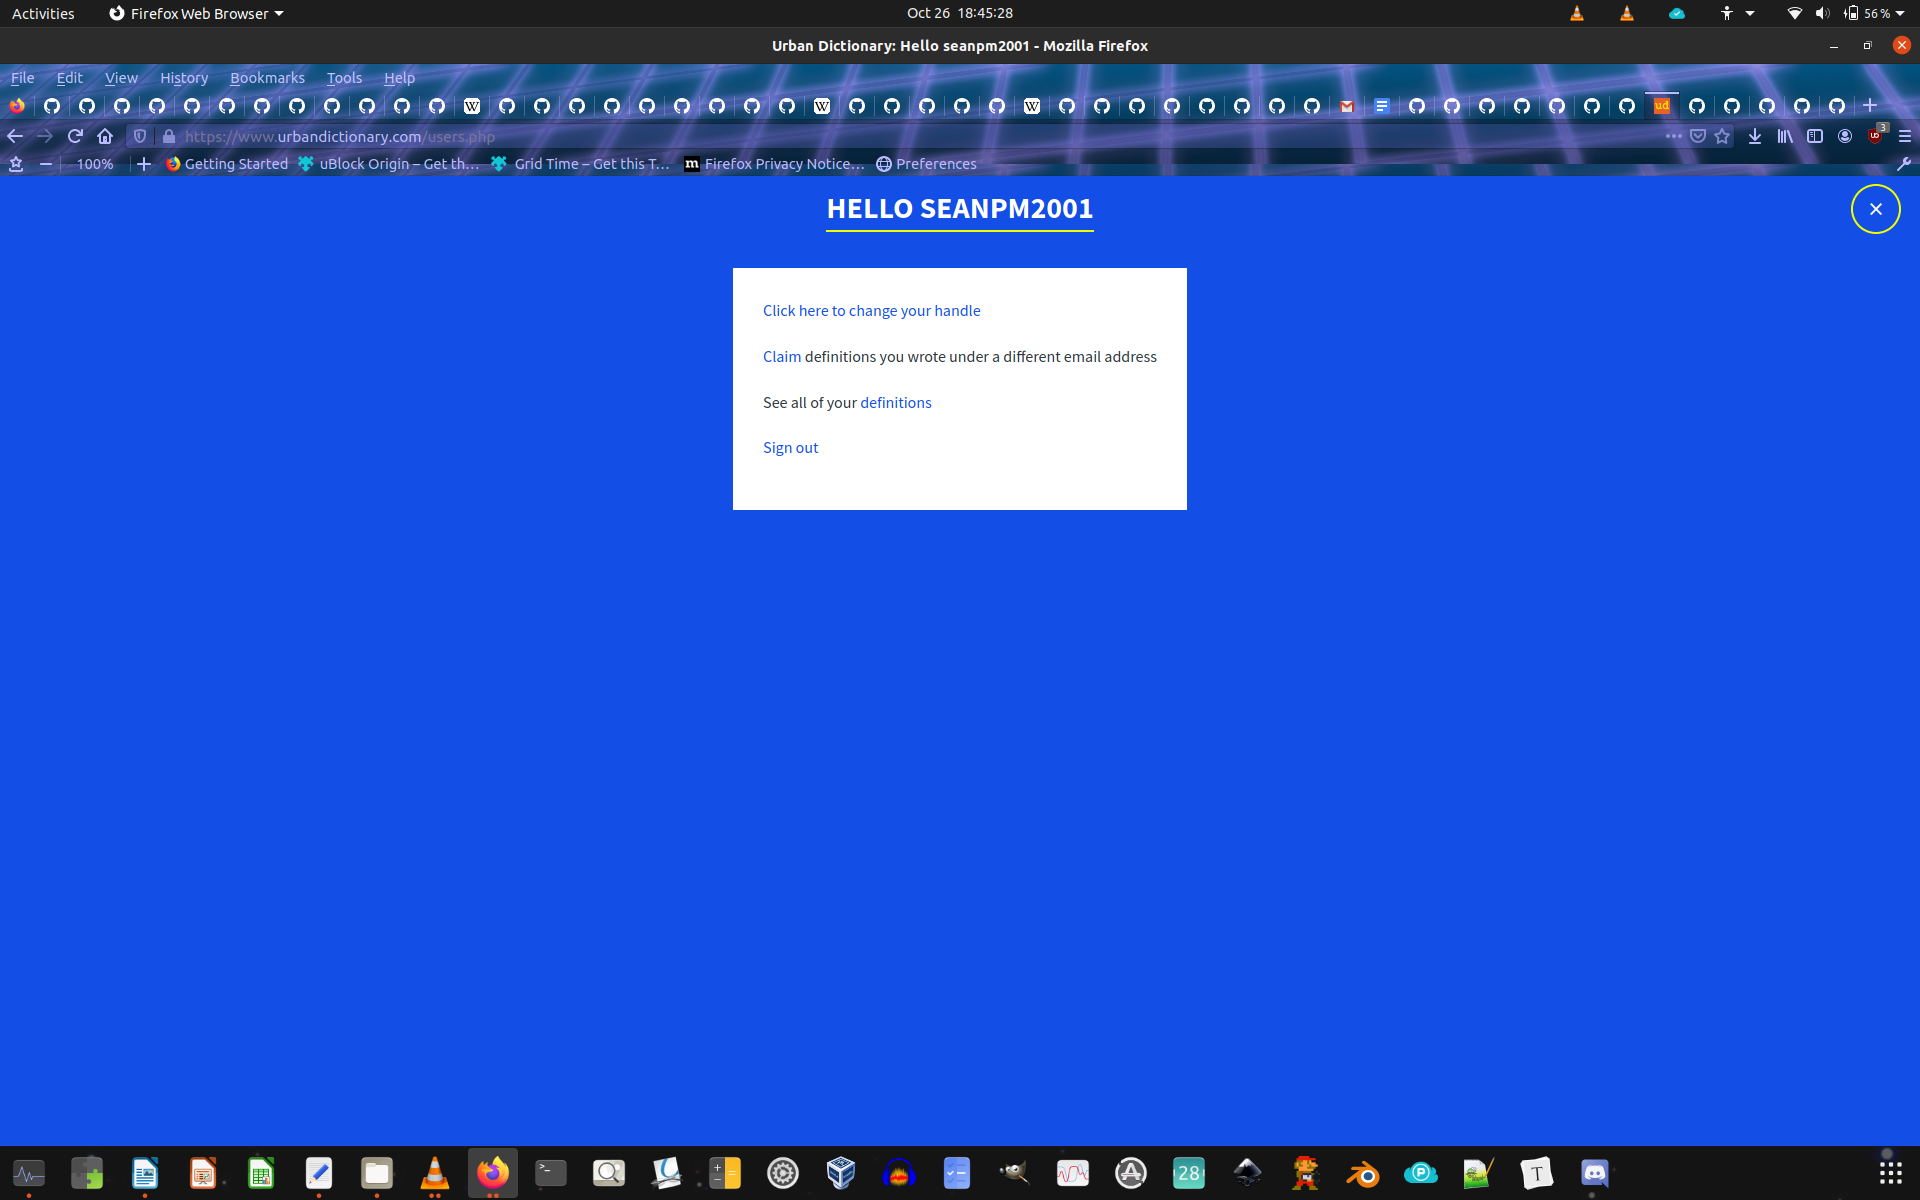 Activities
Firefox Web Browser
Oct 26 18:45:28
56 %
Urban Dictionary: Hello seanpm2001 - Mozilla Firefox
File Edit View History Bookmarks Tools Help
W
W
W
ud
https://www.urbandictionary.com/users.php
3
100%
Getting Started
uBlock Origin – Get th…
Grid Time – Get this T…
m
Firefox Privacy Notice…
Preferences
HELLO SEANPM2001
Click here to change your handle
Claim definitions you wrote under a different email address
See all of your definitions
Sign out
28
T